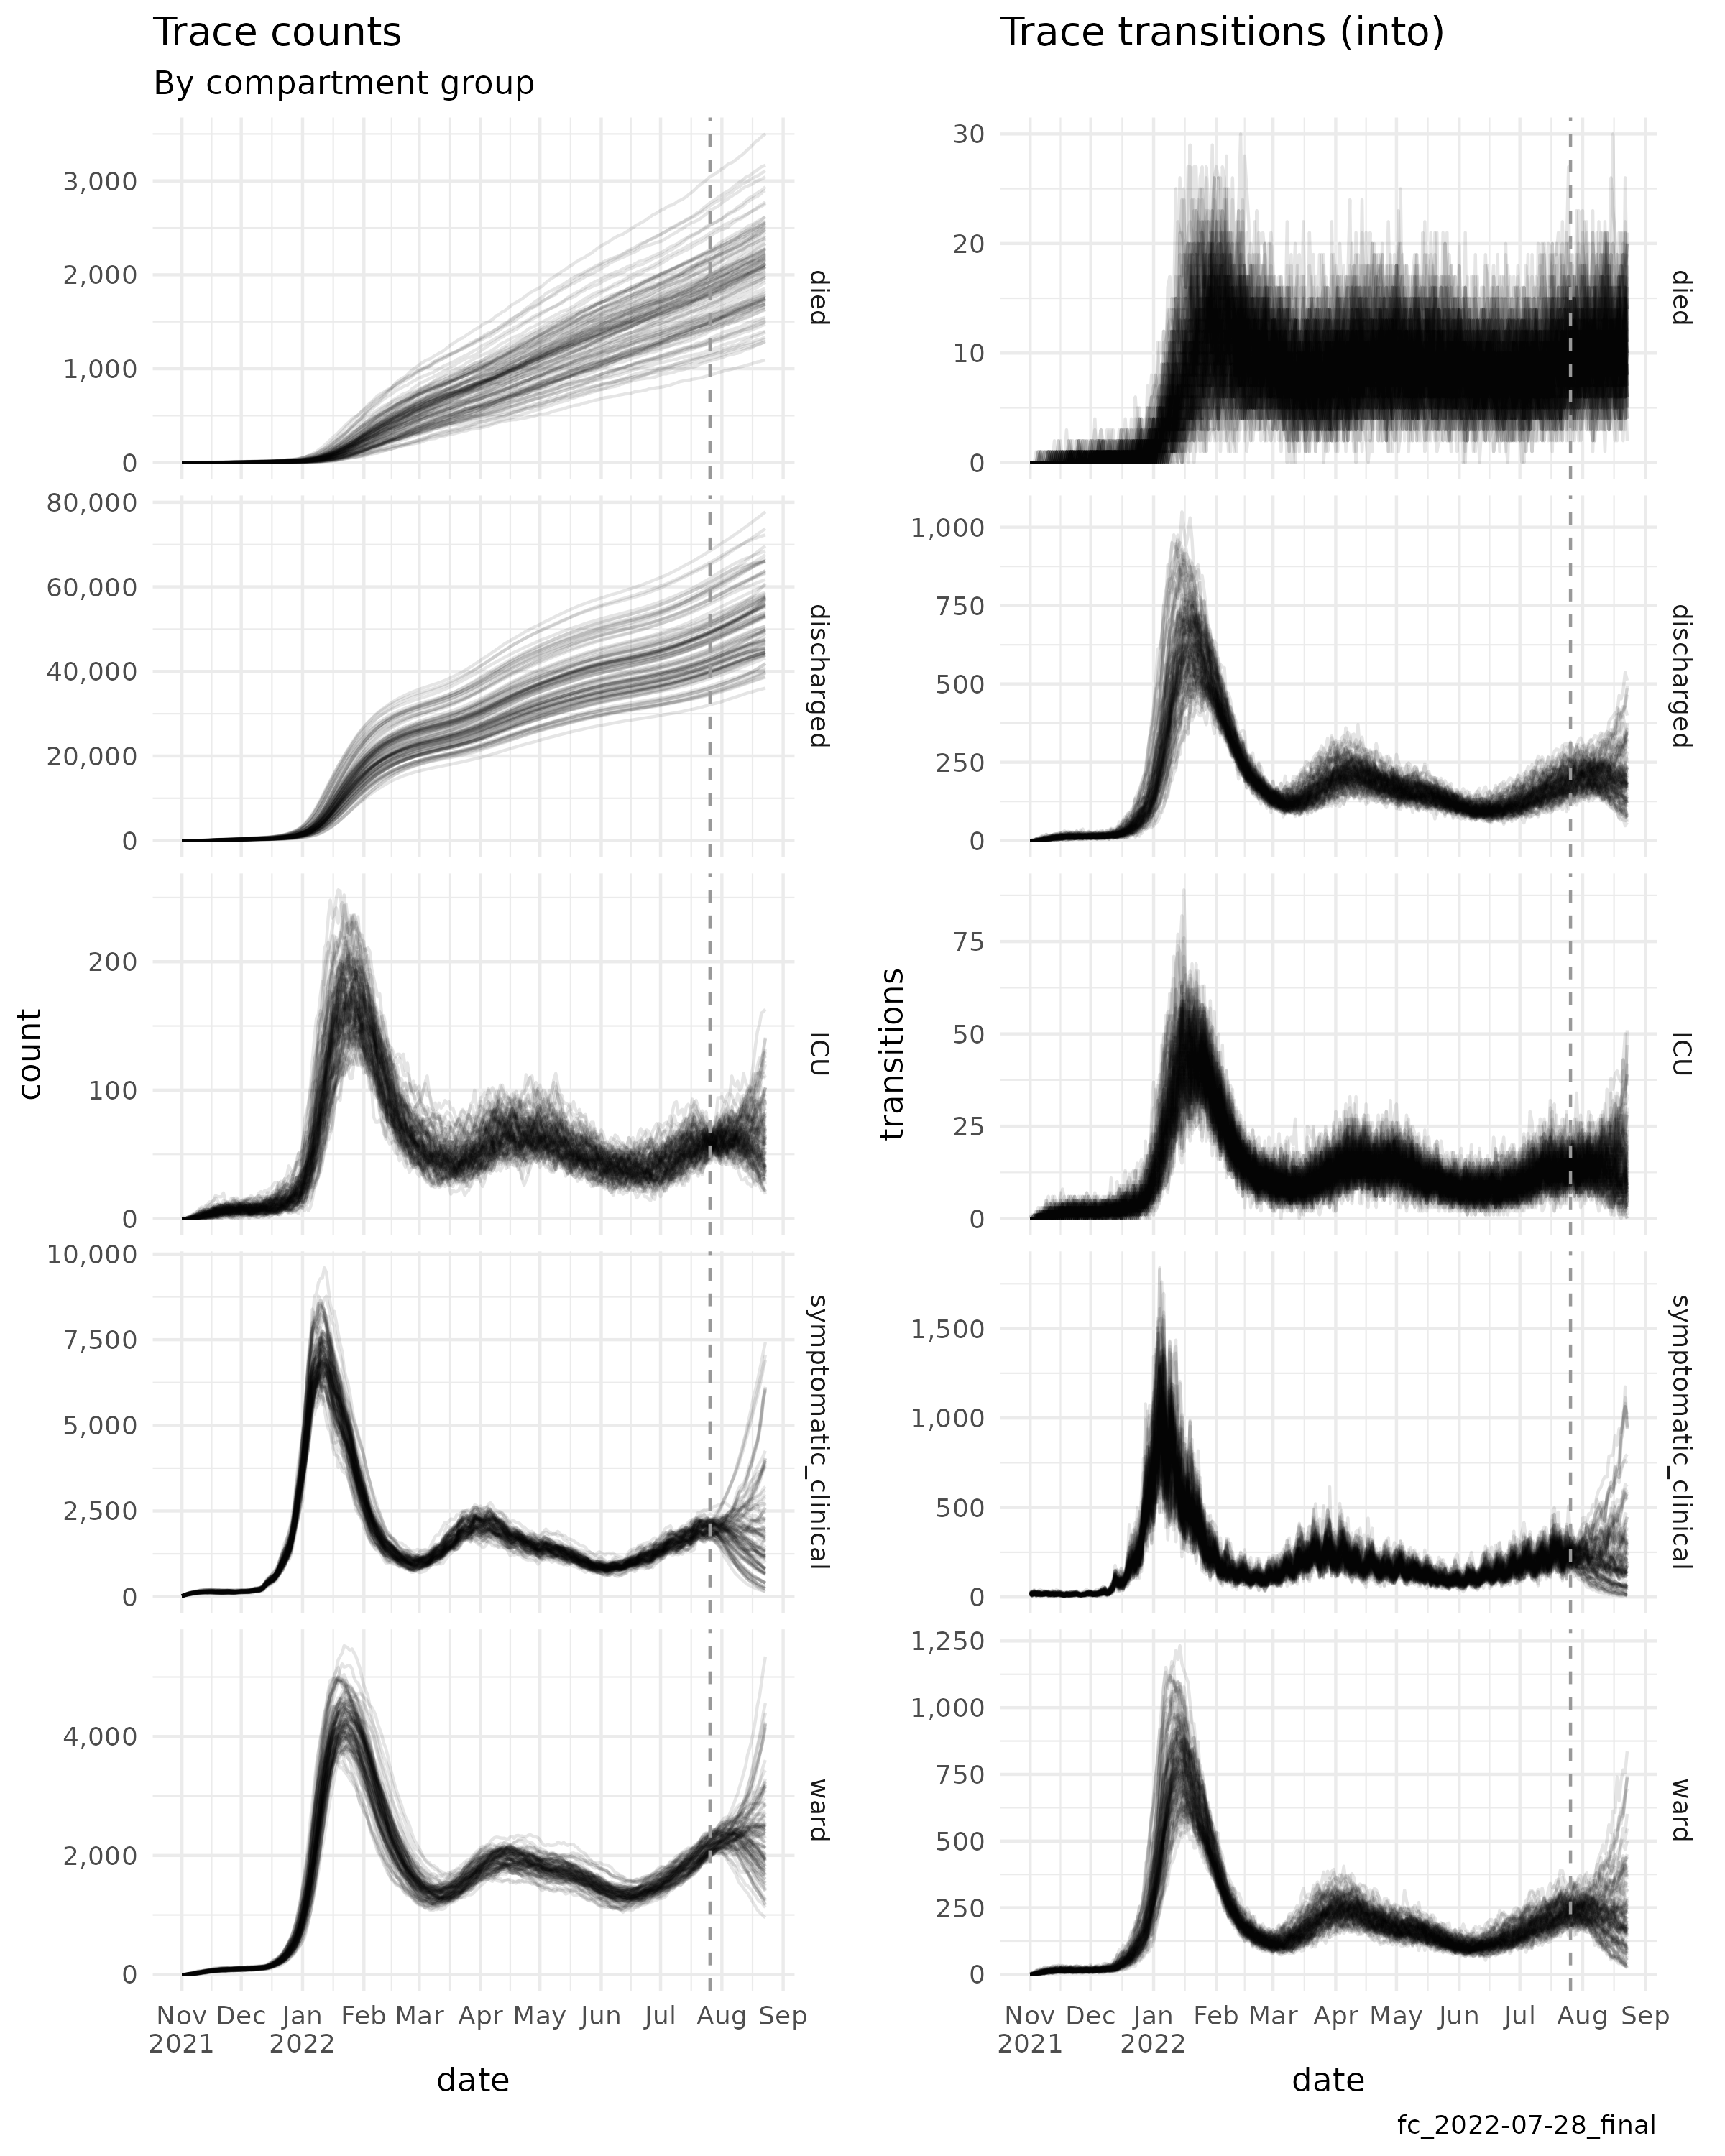 Trace counts
By compartment group
Trace transitions (into)
count
3,000
2,000
1,000
0
died
80,000
60,000
40,000
20,000
0
discharged
200
100
0
ICU
10,000
7,500
5,000
2,500
0
symptomatic_clinical
4,000
2,000
0
ward
Nov Dec Jan Feb Mar Apr May Jun Jul Aug Sep
2021 2022
date
transitions
30
20
10
0
died
1,000
750
500
250
0
discharged
75
50
25
0
ICU
1,500
1,000
500
0
symptomatic_clinical
1,250
1,000
750
500
250
0
ward
Nov Dec Jan Feb Mar Apr May Jun Jul Aug Sep
2021 2022
date
fc_2022-07-28_final